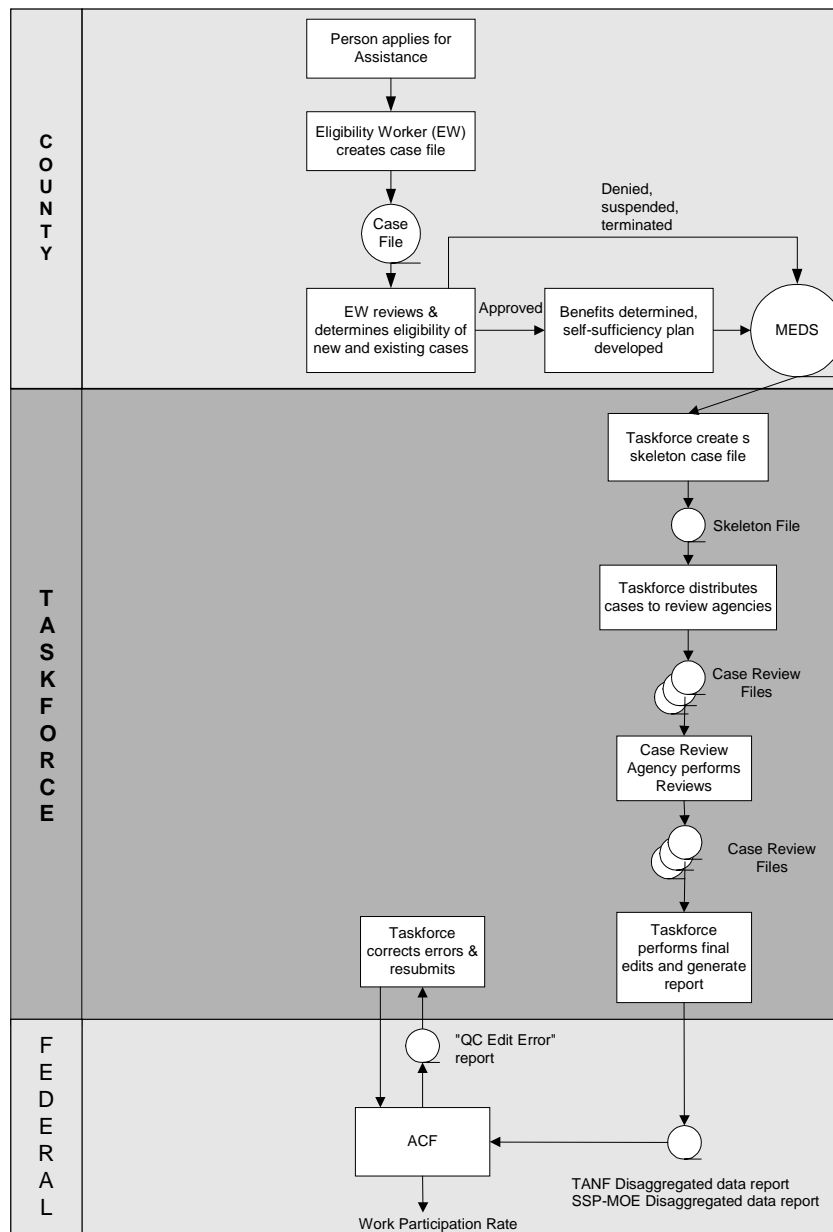 COUNTY
Person applies for
Assistance
Eligibility Worker (EW)
creates case file
Case
File
Denied,
suspended,
terminated
EW reviews &
determines eligibility of
new and existing cases
Approved
Benefits determined,
self-sufficiency plan
developed
MEDS
TASKFORCE
Taskforce create s
skeleton case file
Skeleton File
Taskforce distributes
cases to review agencies
Case Review
Files
Case Review
Agency performs
Reviews
Case Review
Files
Taskforce
performs final
edits and generate
report
Taskforce
corrects errors &
resubmits
FEDERAL
"QC Edit Error"
report
ACF
TANF Disaggregated data report
SSP-MOE Disaggregated data report
Work Participation Rate